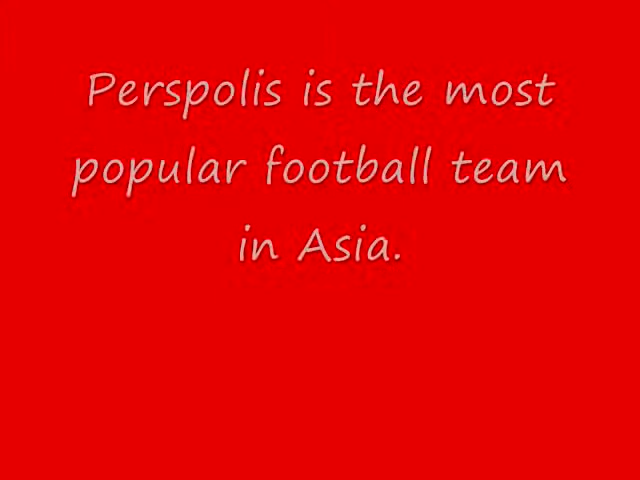 Perspolis is the most
popular football team
in Asia.